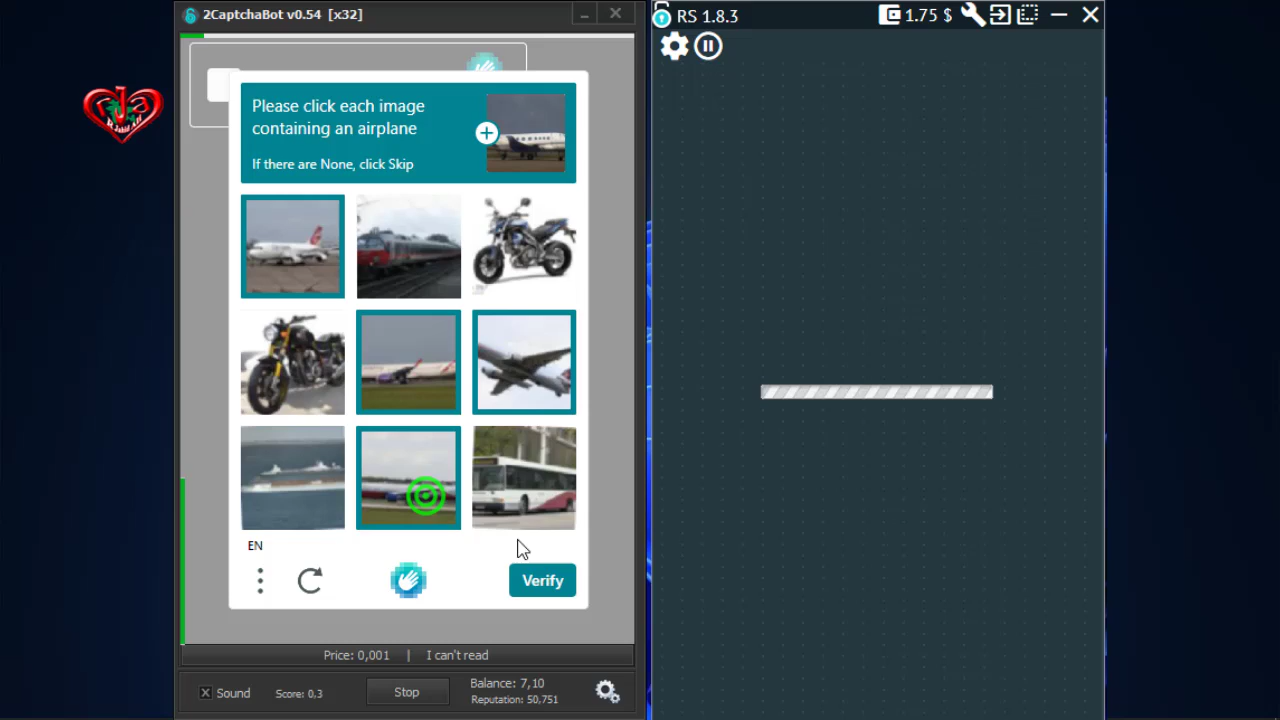 2CaptchaBot v0.54 [x32]
RS 1.8.3
1.75 $
Please click each image
containing an airplane
If there are None, click Skip
EN
Verify
Price: 0,001 | I can't read
Sound
Score: 0,3
Stop
Balance: 7,10
Reputation: 50,751